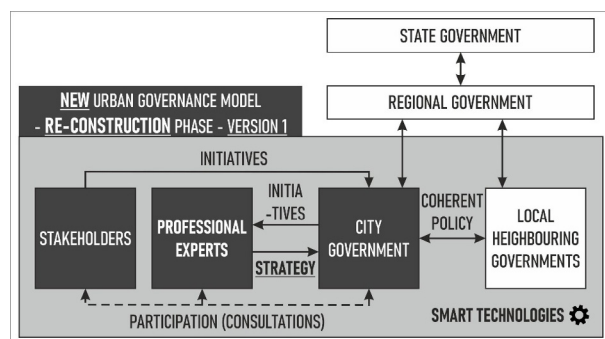 STATE GOVERNMENT
REGIONAL GOVERNMENT
NEW URBAN GOVERNANCE MODEL
- RE-CONSTRUCTION PHASE - VERSION 1
INITIATIVES
STAKEHOLDERS
PROFESSIONAL
EXPERTS
INITIA
-TIVES
STRATEGY
CITY
GOVERNMENT
COHERENT
POLICY
LOCAL
NEIGHBOURING
GOVERNMENTS
PARTICIPATION (CONSULTATIONS)
SMART TECHNOLOGIES